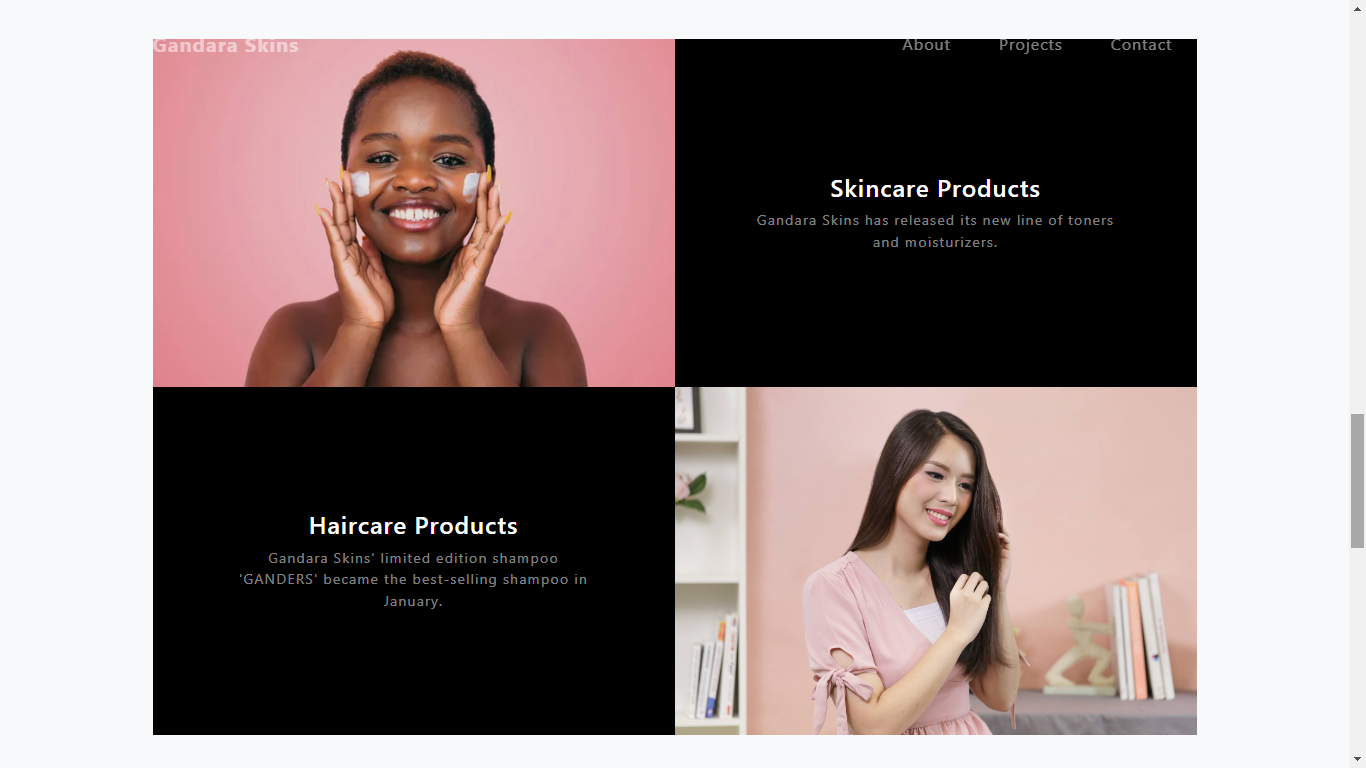 Gandara Skins
About Projects Contact
Skincare Products
Gandara Skins has released its new line of toners
and moisturizers.
Haircare Products
Gandara Skins' limited edition shampoo
'GANDERS' became the best-selling shampoo in
January.